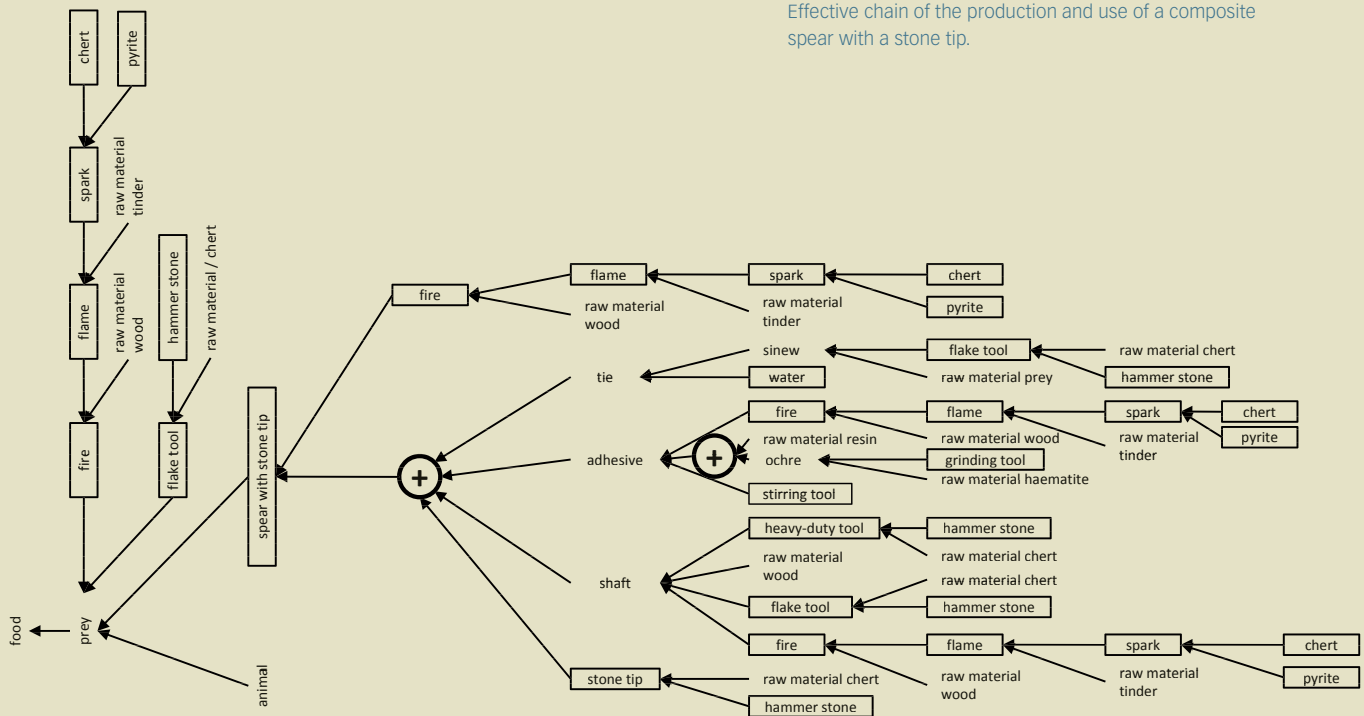 Effective chain of the production and use of a composite
spear with a stone tip.
chert
pyrite
spark
raw material
tinder
flame
raw material
wood
hammer stone
raw material / chert
fire
flake tool
spear with stone tip
food
prey
animal
fire
flame
spark
chert
pyrite
raw material
wood
raw material
tinder
tie
sinew
flake tool
raw material chert
water
raw material prey
hammer stone
+
adhesive
+
fire
flame
spark
chert
pyrite
raw material resin
raw material wood
raw material
tinder
ochre
grinding tool
raw material haematite
stirring tool
shaft
heavy-duty tool
hammer stone
raw material chert
raw material
wood
raw material chert
flake tool
hammer stone
fire
flame
spark
chert
raw material
wood
raw material
tinder
pyrite
stone tip
raw material chert
hammer stone